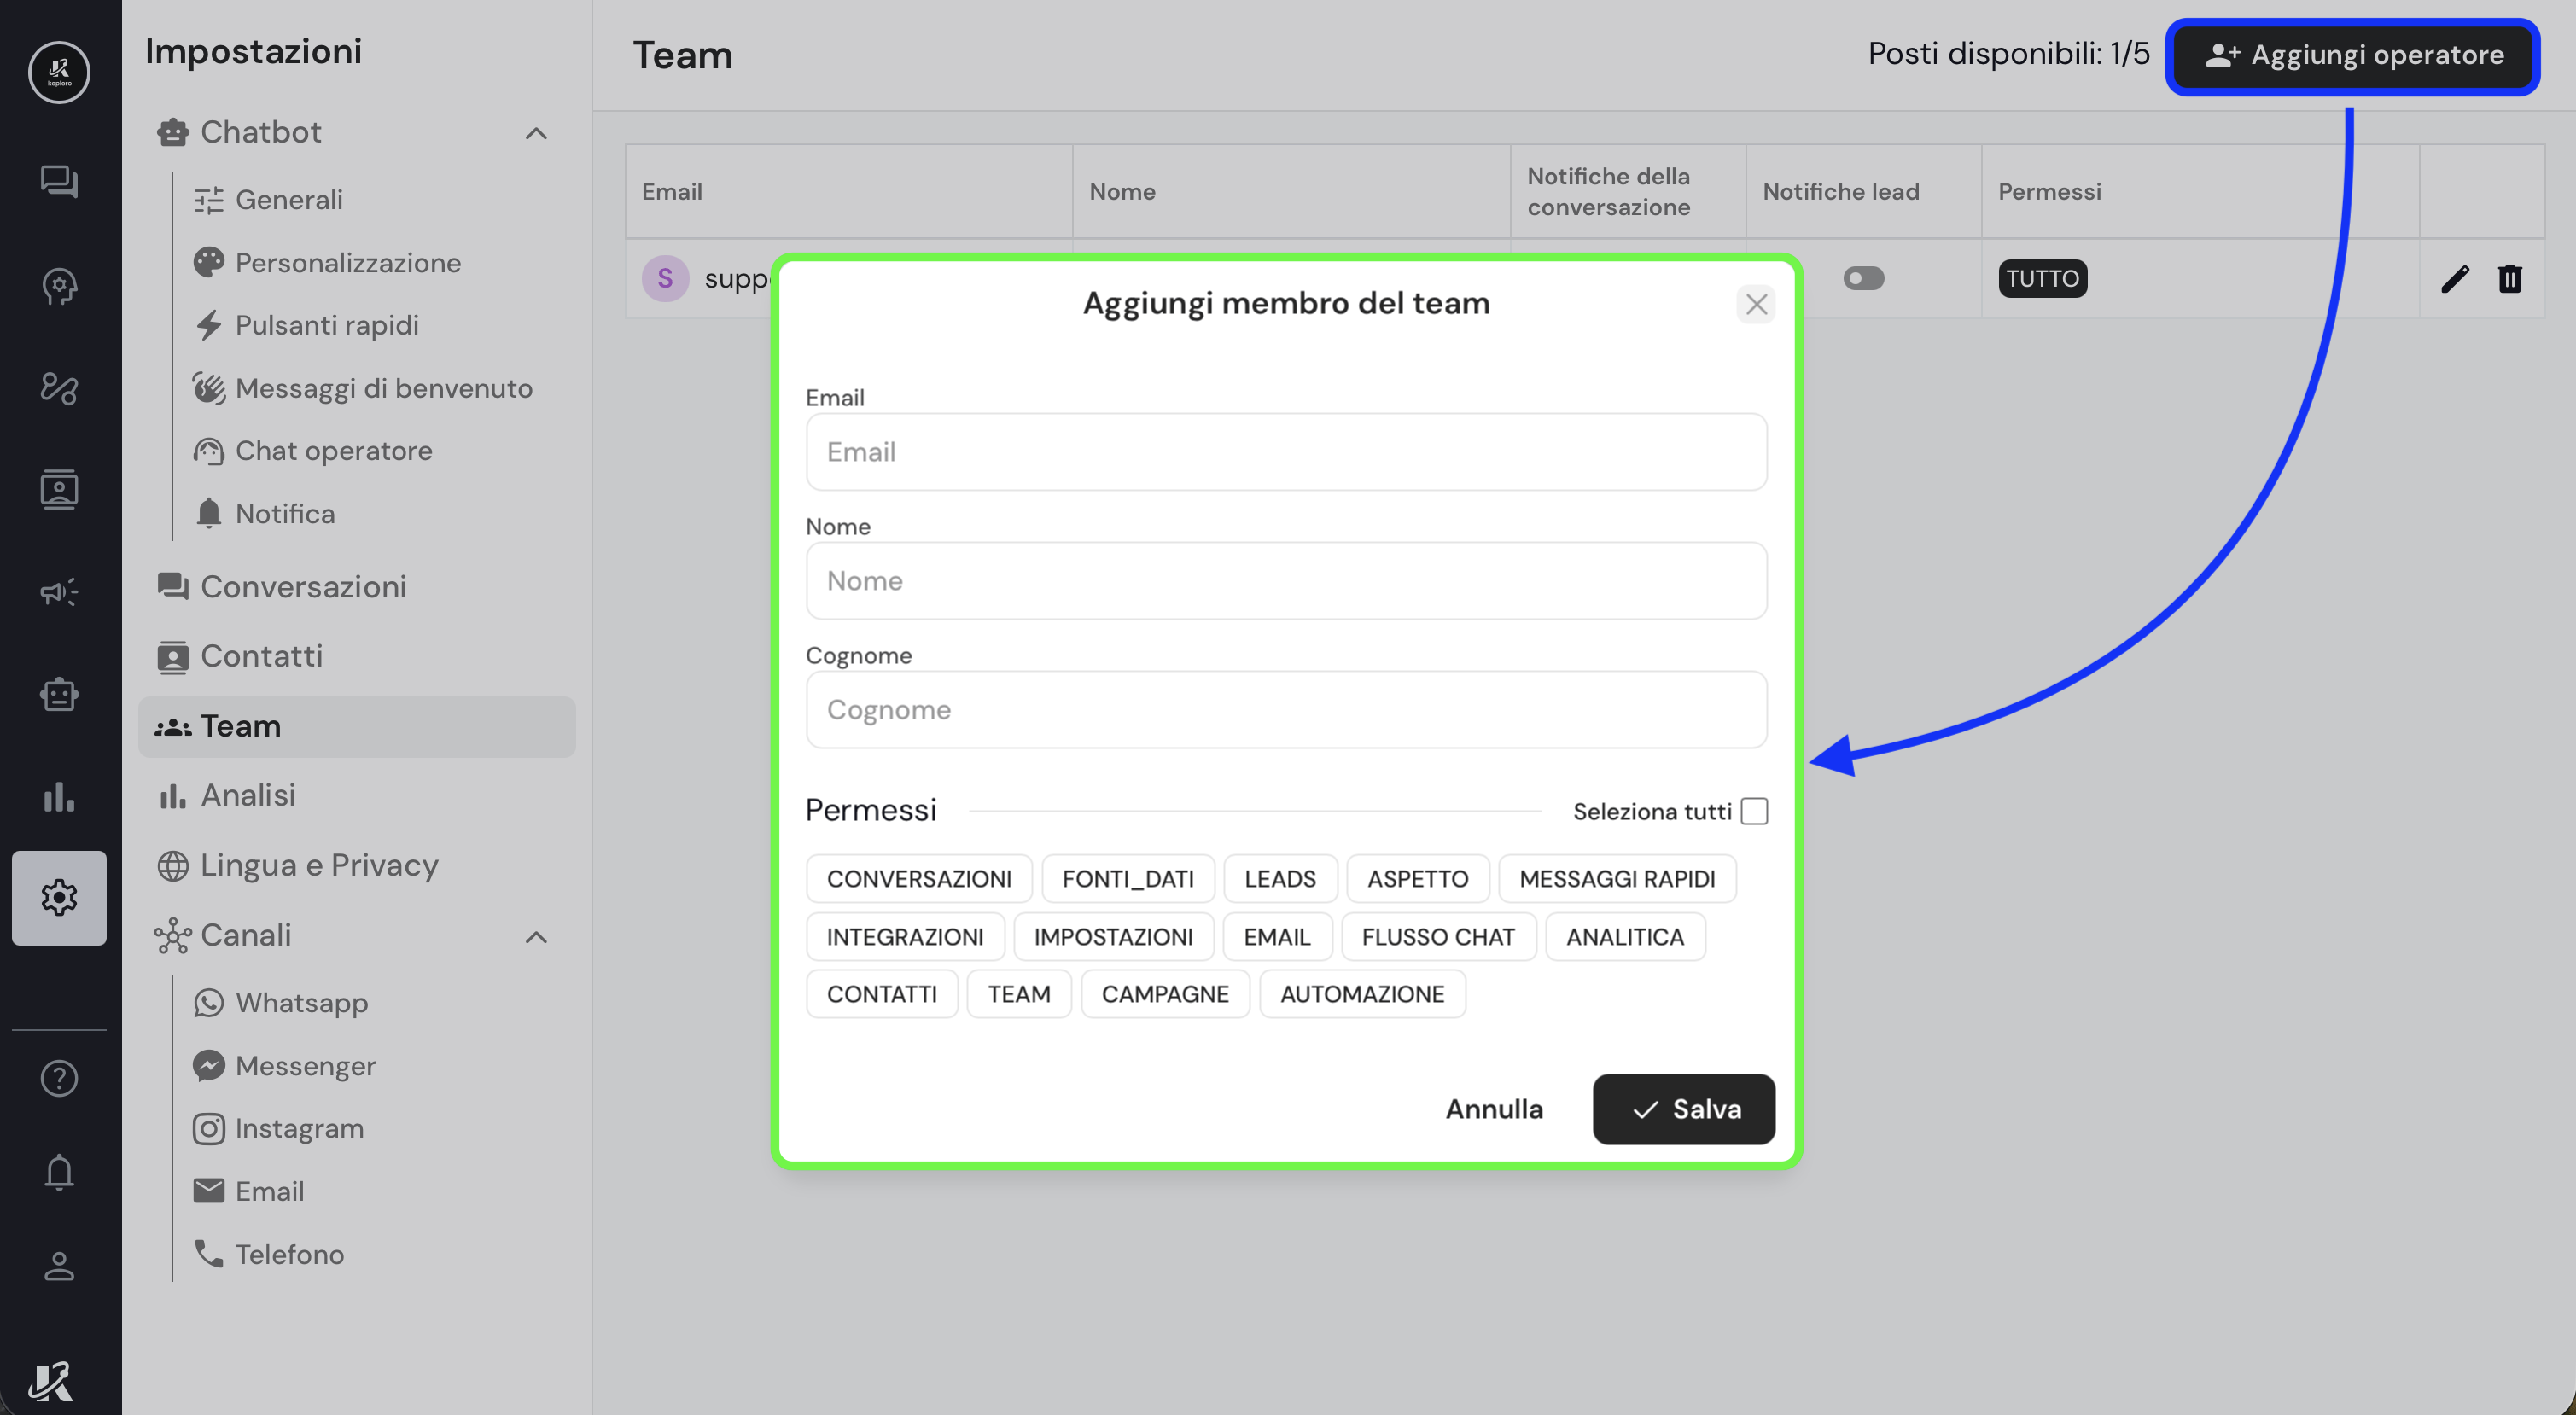 keplero
Impostazioni
Chatbot
Generali
Personalizzazione
Pulsanti rapidi
Messaggi di benvenuto
Chat operatore
Notifica
Conversazioni
Contatti
Team
Analisi
Lingua e Privacy
Canali
Whatsapp
Messenger
Instagram
Email
Telefono
Team
Posti disponibili: 1/5
Aggiungi operatore
Email
Nome
Notifiche della
conversazione
Notifiche lead
Permessi
S
TUTTO
Aggiungi membro del team
Email
Email
Nome
Nome
Cognome
Cognome
Permessi
Seleziona tutti
CONVERSAZIONI FONTI_DATI LEADS ASPETTO MESSAGGI RAPIDI
INTEGRAZIONI IMPOSTAZIONI EMAIL FLUSSO CHAT ANALITICA
CONTATTI TEAM CAMPAGNE AUTOMAZIONE
Annulla
Salva